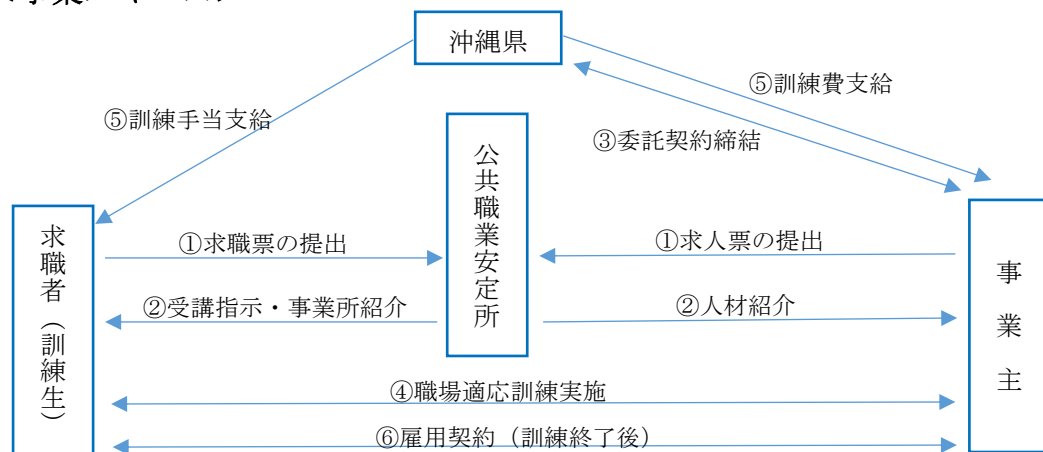 沖縄県
⑤訓練費支給
⑤訓練手当支給
③委託契約締結
公共職業安定所
求職者（訓練生）
①求職票の提出
①求人票の提出
事業主
②受講指示・事業所紹介
②人材紹介
④職場適応訓練実施
⑥雇用契約（訓練終了後）